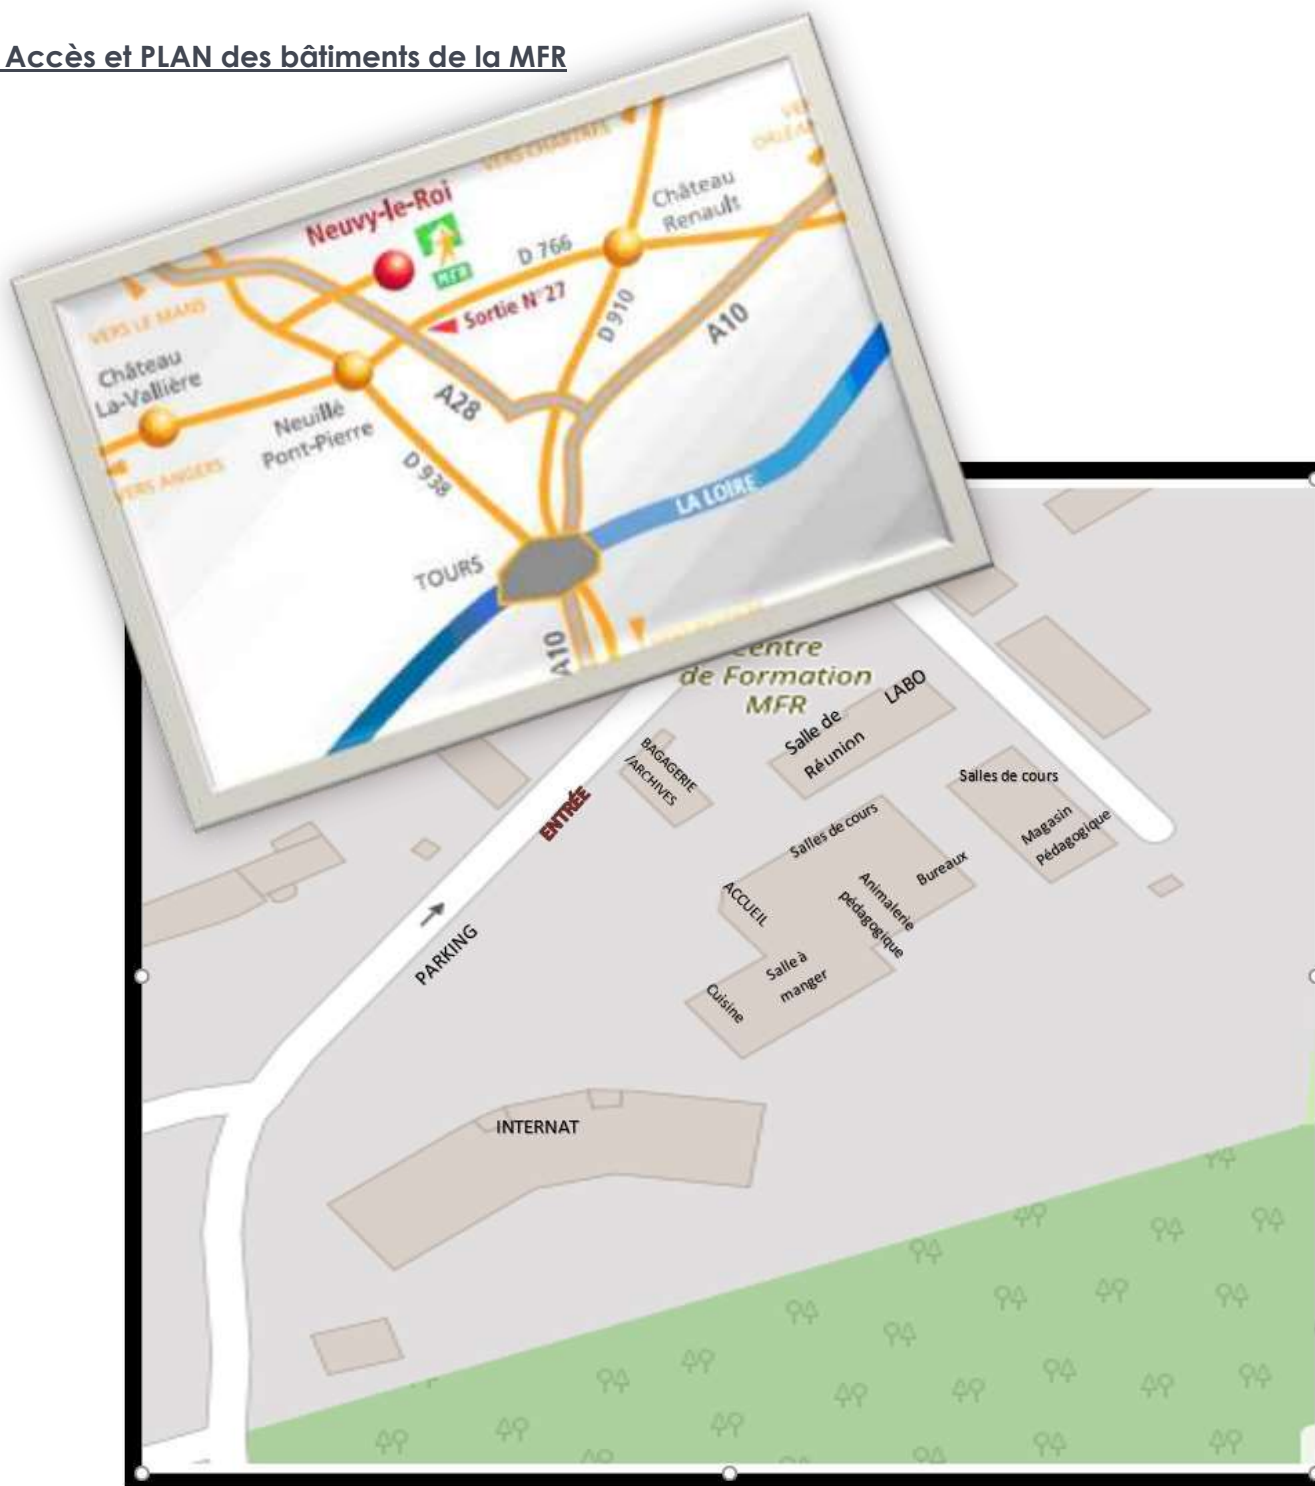 Accès et PLAN des bâtiments de la MFR
VERS CHARTRES
Château
Renault
Neuvy-le-Roi
MFR
D 766
Sortie N°27
D 910
A10
VERS LE MANS
Château
La-Vallière
Neuillé
Pont-Pierre
A28
D 938
VERS ANGERS
LA LOIRE
TOURS
A10
Centre
de Formation
MFR
LABO
Salle de
Réunion
BAGAGERIE
/ARCHIVES
ENTRÉE
Salles de cours
Magasin
Pédagogique
Salles de cours
Bureaux
Animalerie
pédagogique
ACCUEIL
Salle à
manger
Cuisine
PARKING
INTERNAT